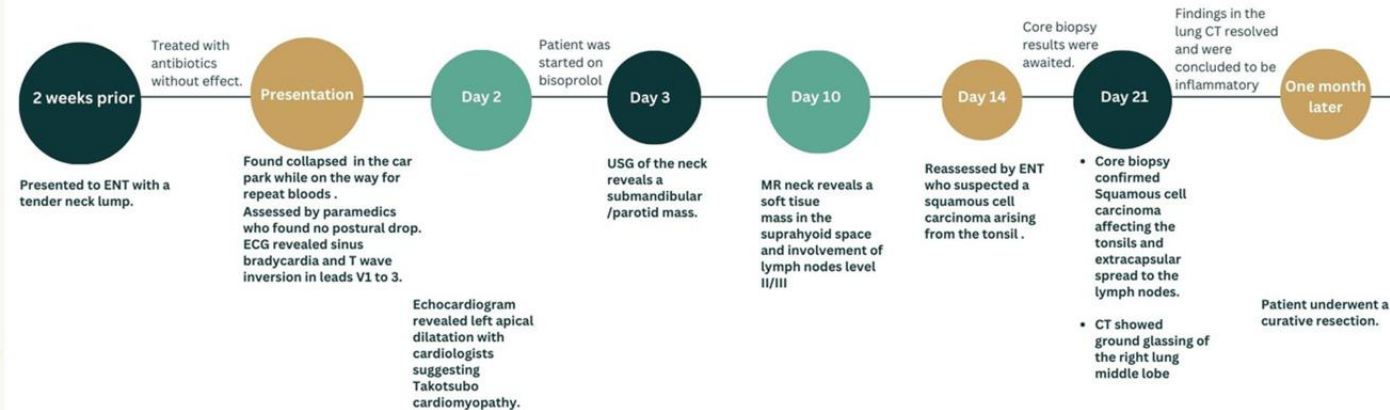 2 weeks prior
Presented to ENT with a
tender neck lump.
Treated with
antibiotics
without effect.
Presentation
Found collapsed in the car
park while on the way for
repeat bloods .
Assessed by paramedics
who found no postural drop.
ECG revealed sinus
bradycardia and T wave
inversion in leads V1 to 3.
Day 2
Echocardiogram
revealed left apical
dilatation with
cardiologists
suggesting
Takotsubo
cardiomyopathy.
Patient was
started on
bisoprolol
Day 3
USG of the neck
reveals a
submandibular
/parotid mass.
Day 10
MR neck reveals a
soft tisue
mass in the
suprahyoid space
and involvement of
lymph nodes level
II/III
Day 14
Reassessed by ENT
who suspected a
squamous cell
carcinoma arising
from the tonsil .
Core biopsy
results were
awaited.
Day 21
• Core biopsy
confirmed
Squamous cell
carcinoma
affecting the
tonsils and
extracapsular
spread to the
lymph nodes.
• CT showed
ground glassing of
the right lung
middle lobe
Findings in the
lung CT resolved
and were
concluded to be
inflammatory
One month
later
Patient underwent a
curative resection.